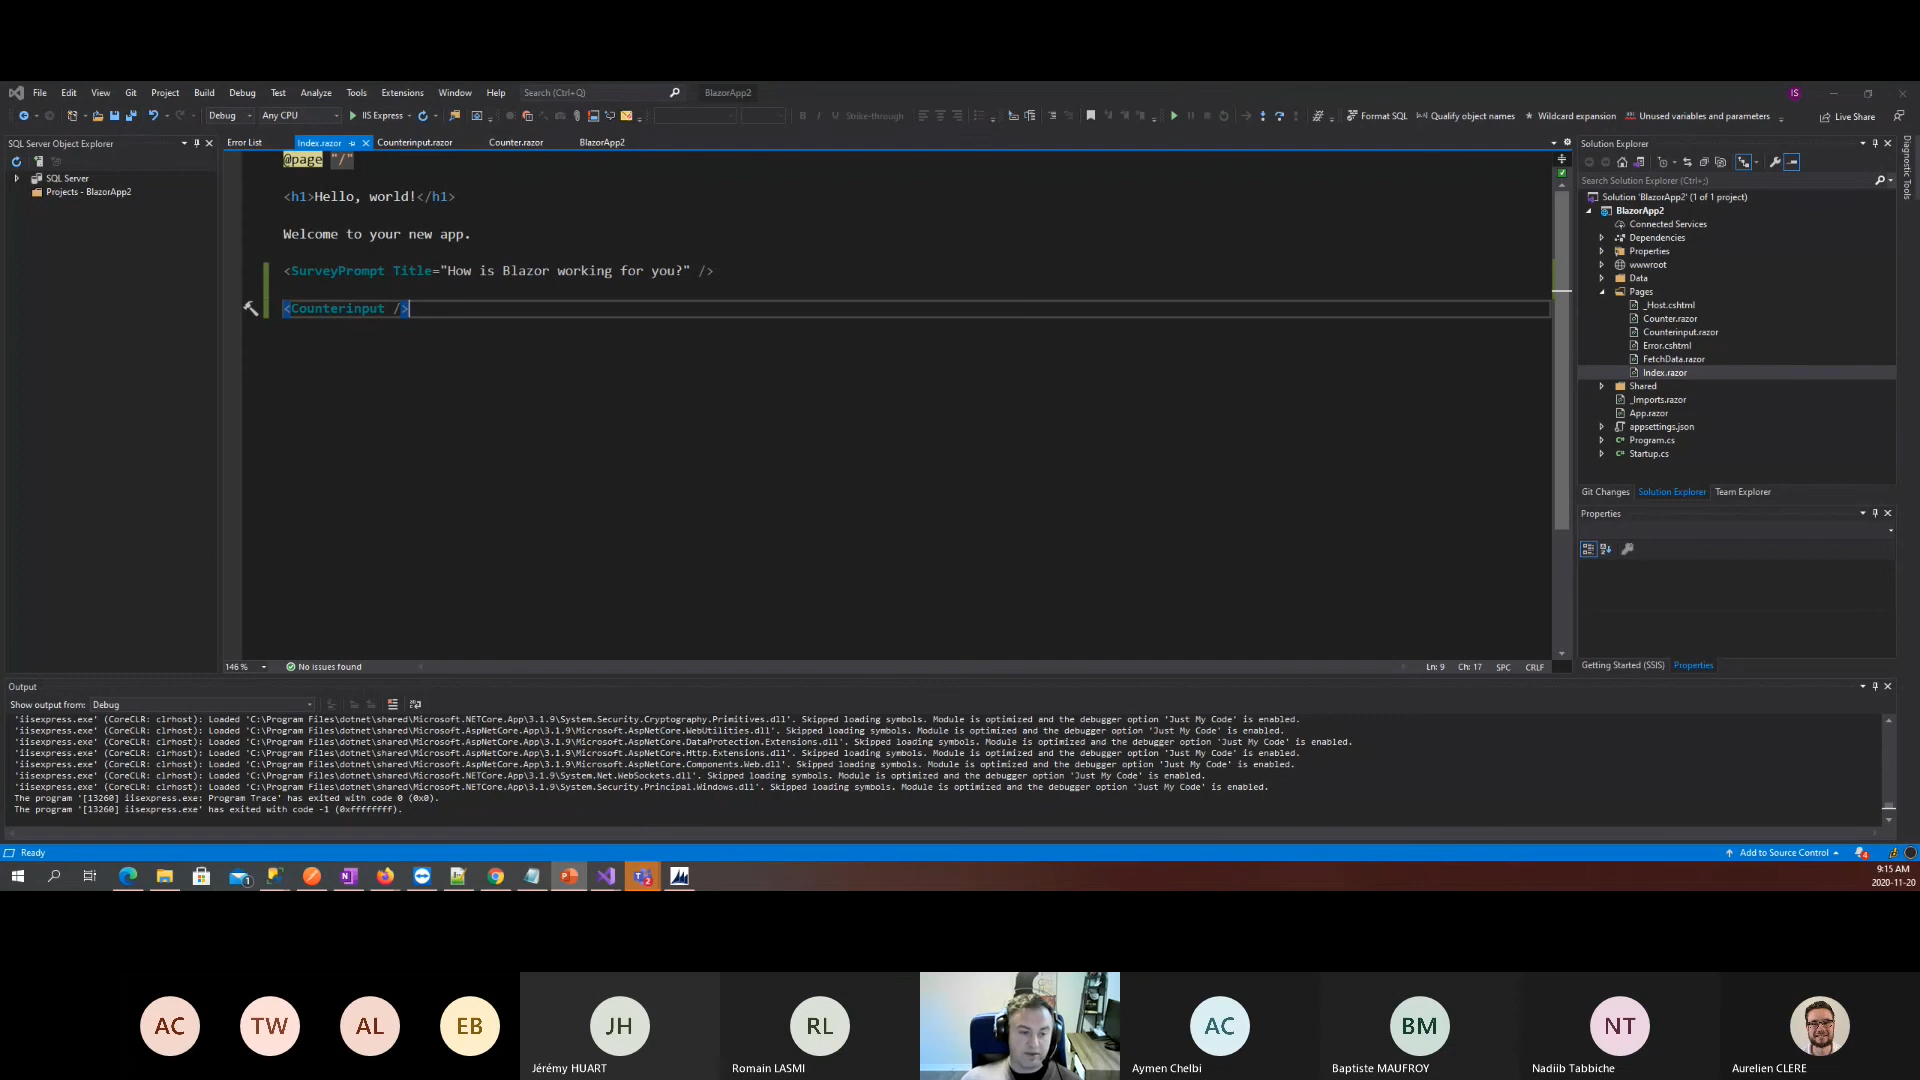 File Edit View Git Project Build Debug Test Analyze Tools Extensions Window Help Search (Ctrl+Q) BlazorApp2 IS
Debug Any CPU IIS Express Strike-through Format SQL Qualify object names Wildcard expansion Unused variables and parameters Live Share
SQL Server Object Explorer
SQL Server
Projects - BlazorApp2
Error List Index.razor Counterinput.razor Counter.razor BlazorApp2
@page "/"
<h1>Hello, world!</h1>
Welcome to your new app.
<SurveyPrompt Title="How is Blazor working for you?" />
<Counterinput />
146 % No issues found Ln: 9 Ch: 17 SPC CRLF
Solution Explorer
Search Solution Explorer (Ctrl+;)
Solution 'BlazorApp2' (1 of 1 project)
BlazorApp2
Connected Services
Dependencies
Properties
wwwroot
Data
Pages
_Host.cshtml
Counter.razor
Counterinput.razor
Error.cshtml
FetchData.razor
Index.razor
Shared
_Imports.razor
App.razor
appsettings.json
Program.cs
Startup.cs
Git Changes Solution Explorer Team Explorer
Properties
Getting Started (SSIS) Properties
Diagnostic Tools
Output
Show output from: Debug
'iisexpress.exe' (CoreCLR: clrhost): Loaded 'C:\Program Files\dotnet\shared\Microsoft.NETCore.App\3.1.9\System.Security.Cryptography.Primitives.dll'. Skipped loading symbols. Module is optimized and the debugger option 'Just My Code' is enabled.
'iisexpress.exe' (CoreCLR: clrhost): Loaded 'C:\Program Files\dotnet\shared\Microsoft.AspNetCore.App\3.1.9\Microsoft.AspNetCore.WebUtilities.dll'. Skipped loading symbols. Module is optimized and the debugger option 'Just My Code' is enabled.
'iisexpress.exe' (CoreCLR: clrhost): Loaded 'C:\Program Files\dotnet\shared\Microsoft.AspNetCore.App\3.1.9\Microsoft.AspNetCore.DataProtection.Extensions.dll'. Skipped loading symbols. Module is optimized and the debugger option 'Just My Code' is enabled.
'iisexpress.exe' (CoreCLR: clrhost): Loaded 'C:\Program Files\dotnet\shared\Microsoft.AspNetCore.App\3.1.9\Microsoft.AspNetCore.Http.Extensions.dll'. Skipped loading symbols. Module is optimized and the debugger option 'Just My Code' is enabled.
'iisexpress.exe' (CoreCLR: clrhost): Loaded 'C:\Program Files\dotnet\shared\Microsoft.AspNetCore.App\3.1.9\Microsoft.AspNetCore.Components.Web.dll'. Skipped loading symbols. Module is optimized and the debugger option 'Just My Code' is enabled.
'iisexpress.exe' (CoreCLR: clrhost): Loaded 'C:\Program Files\dotnet\shared\Microsoft.NETCore.App\3.1.9\System.Net.WebSockets.dll'. Skipped loading symbols. Module is optimized and the debugger option 'Just My Code' is enabled.
'iisexpress.exe' (CoreCLR: clrhost): Loaded 'C:\Program Files\dotnet\shared\Microsoft.NETCore.App\3.1.9\System.Security.Principal.Windows.dll'. Skipped loading symbols. Module is optimized and the debugger option 'Just My Code' is enabled.
The program '[13260] iisexpress.exe: Program Trace' has exited with code 0 (0x0).
The program '[13260] iisexpress.exe' has exited with code -1 (0xffffffff).
Ready Add to Source Control 4
9:15 AM
2020-11-20
AC TW AL EB JH RL AC BM NT
Jérémy HUART Romain LASMI Aymen Chelbi Baptiste MAUFROY Nadiib Tabbiche Aurelien CLERE